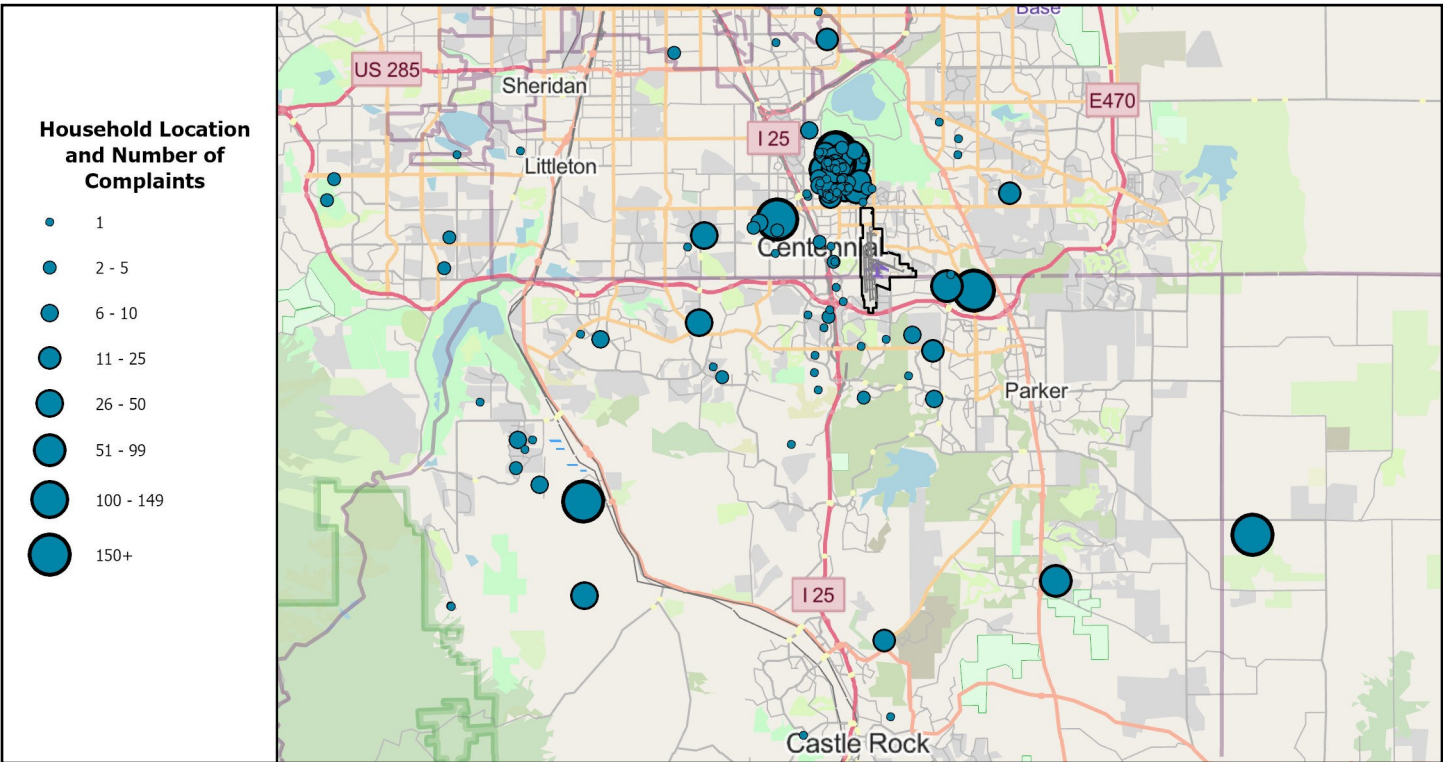 Household Location
and Number of
Complaints
1
2 - 5
6 - 10
11 - 25
26 - 50
51 - 99
100 - 149
150+
Base
US 285
Sheridan
E470
I 25
Littleton
Centennial
Parker
I 25
Castle Rock